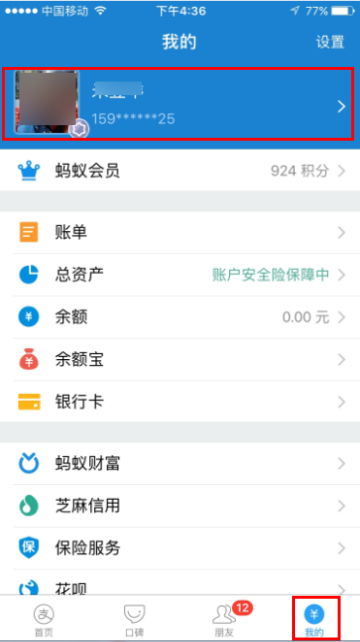 中国移动 下午4:36 77%
我的 设置
159******25
蚂蚁会员 924 积分
账单
总资产 账户安全险保障中
余额 0.00 元
余额宝
银行卡
蚂蚁财富
芝麻信用
保 保险服务
花呗
支 12 ¥
首页 口碑 朋友 我的